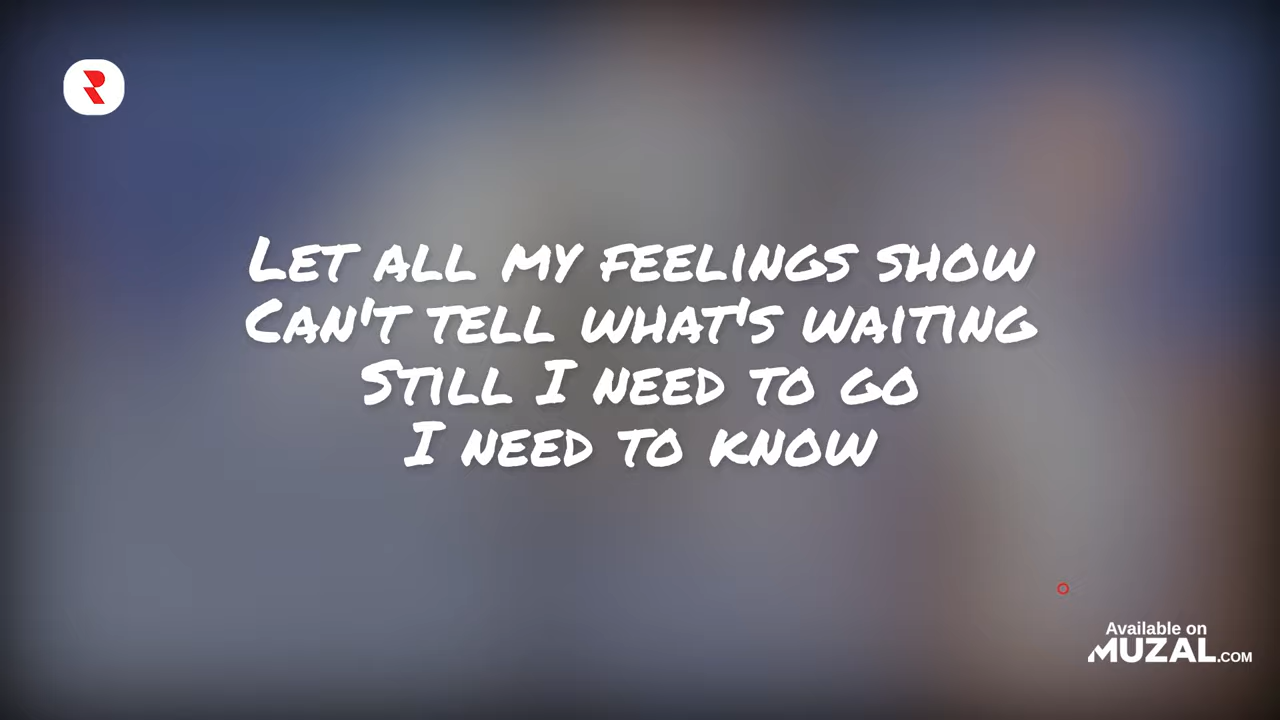 Let all my feelings show
Can't tell what's waiting
Still I need to go
I need to know
Available on
MUZAL.COM